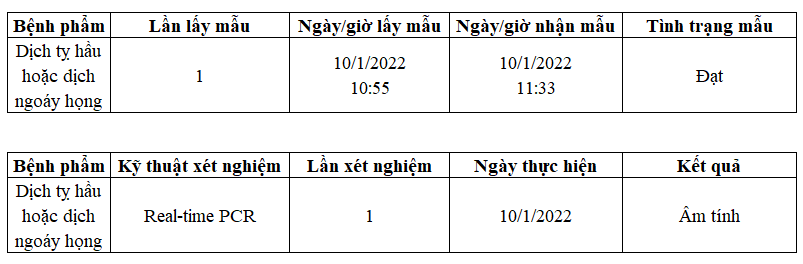 Bệnh phẩm Lần lấy mẫu Ngày/giờ lấy mẫu Ngày/giờ nhận mẫu Tình trạng mẫu
Dịch tỵ hầu
hoặc dịch
ngoáy họng
1
10/1/2022
10:55
10/1/2022
11:33
Đạt
Bệnh phẩm Kỹ thuật xét nghiệm Lần xét nghiệm Ngày thực hiện Kết quả
Dịch tỵ hầu
hoặc dịch
ngoáy họng
Real-time PCR
1
10/1/2022
Âm tính